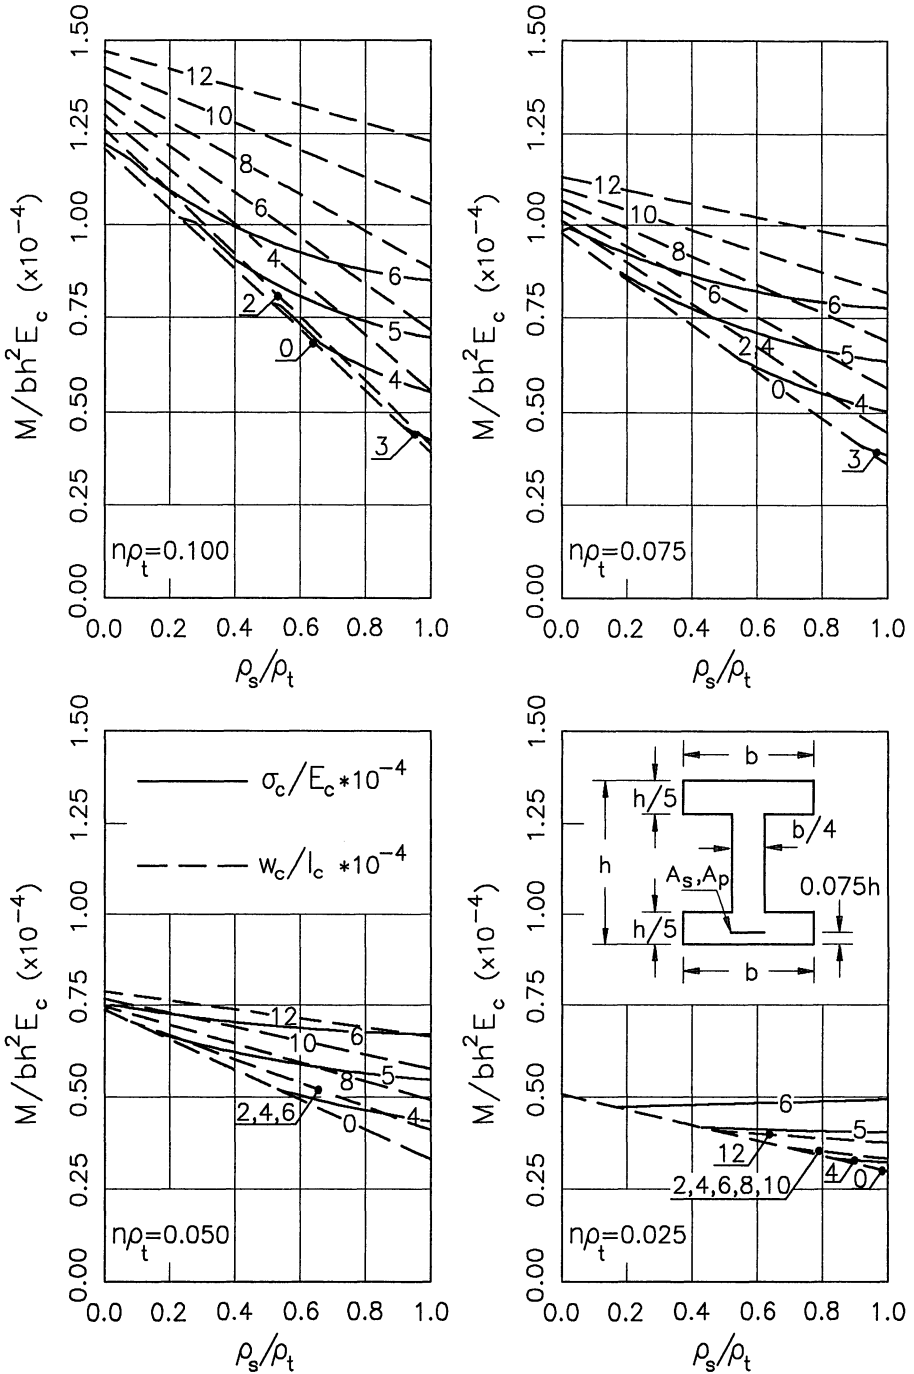 1.50
1.25
1.00
0.75
0.50
0.25
0.00
M/bh²E_c (x10⁻⁴)
12
10
8
6
4
6
2
5
0
4
3
nρ_t=0.100
0.0 0.2 0.4 0.6 0.8 1.0
ρ_s/ρ_t
1.50
1.25
1.00
0.75
0.50
0.25
0.00
M/bh²E_c (x10⁻⁴)
12
10
8
6
6
2,4
5
0
4
3
nρ_t=0.075
0.0 0.2 0.4 0.6 0.8 1.0
ρ_s/ρ_t
1.50
1.25
1.00
0.75
0.50
0.25
0.00
M/bh²E_c (x10⁻⁴)
σ_c/E_c *10⁻⁴
w_c/l_c *10⁻⁴
12
6
10
8
5
2,4,6
0
4
nρ_t=0.050
0.0 0.2 0.4 0.6 0.8 1.0
ρ_s/ρ_t
1.50
1.25
1.00
0.75
0.50
0.25
0.00
M/bh²E_c (x10⁻⁴)
b
h/5
b/4
h
A_s,A_p
0.075h
h/5
b
6
5
12
2,4,6,8,10
4
0
nρ_t=0.025
0.0 0.2 0.4 0.6 0.8 1.0
ρ_s/ρ_t